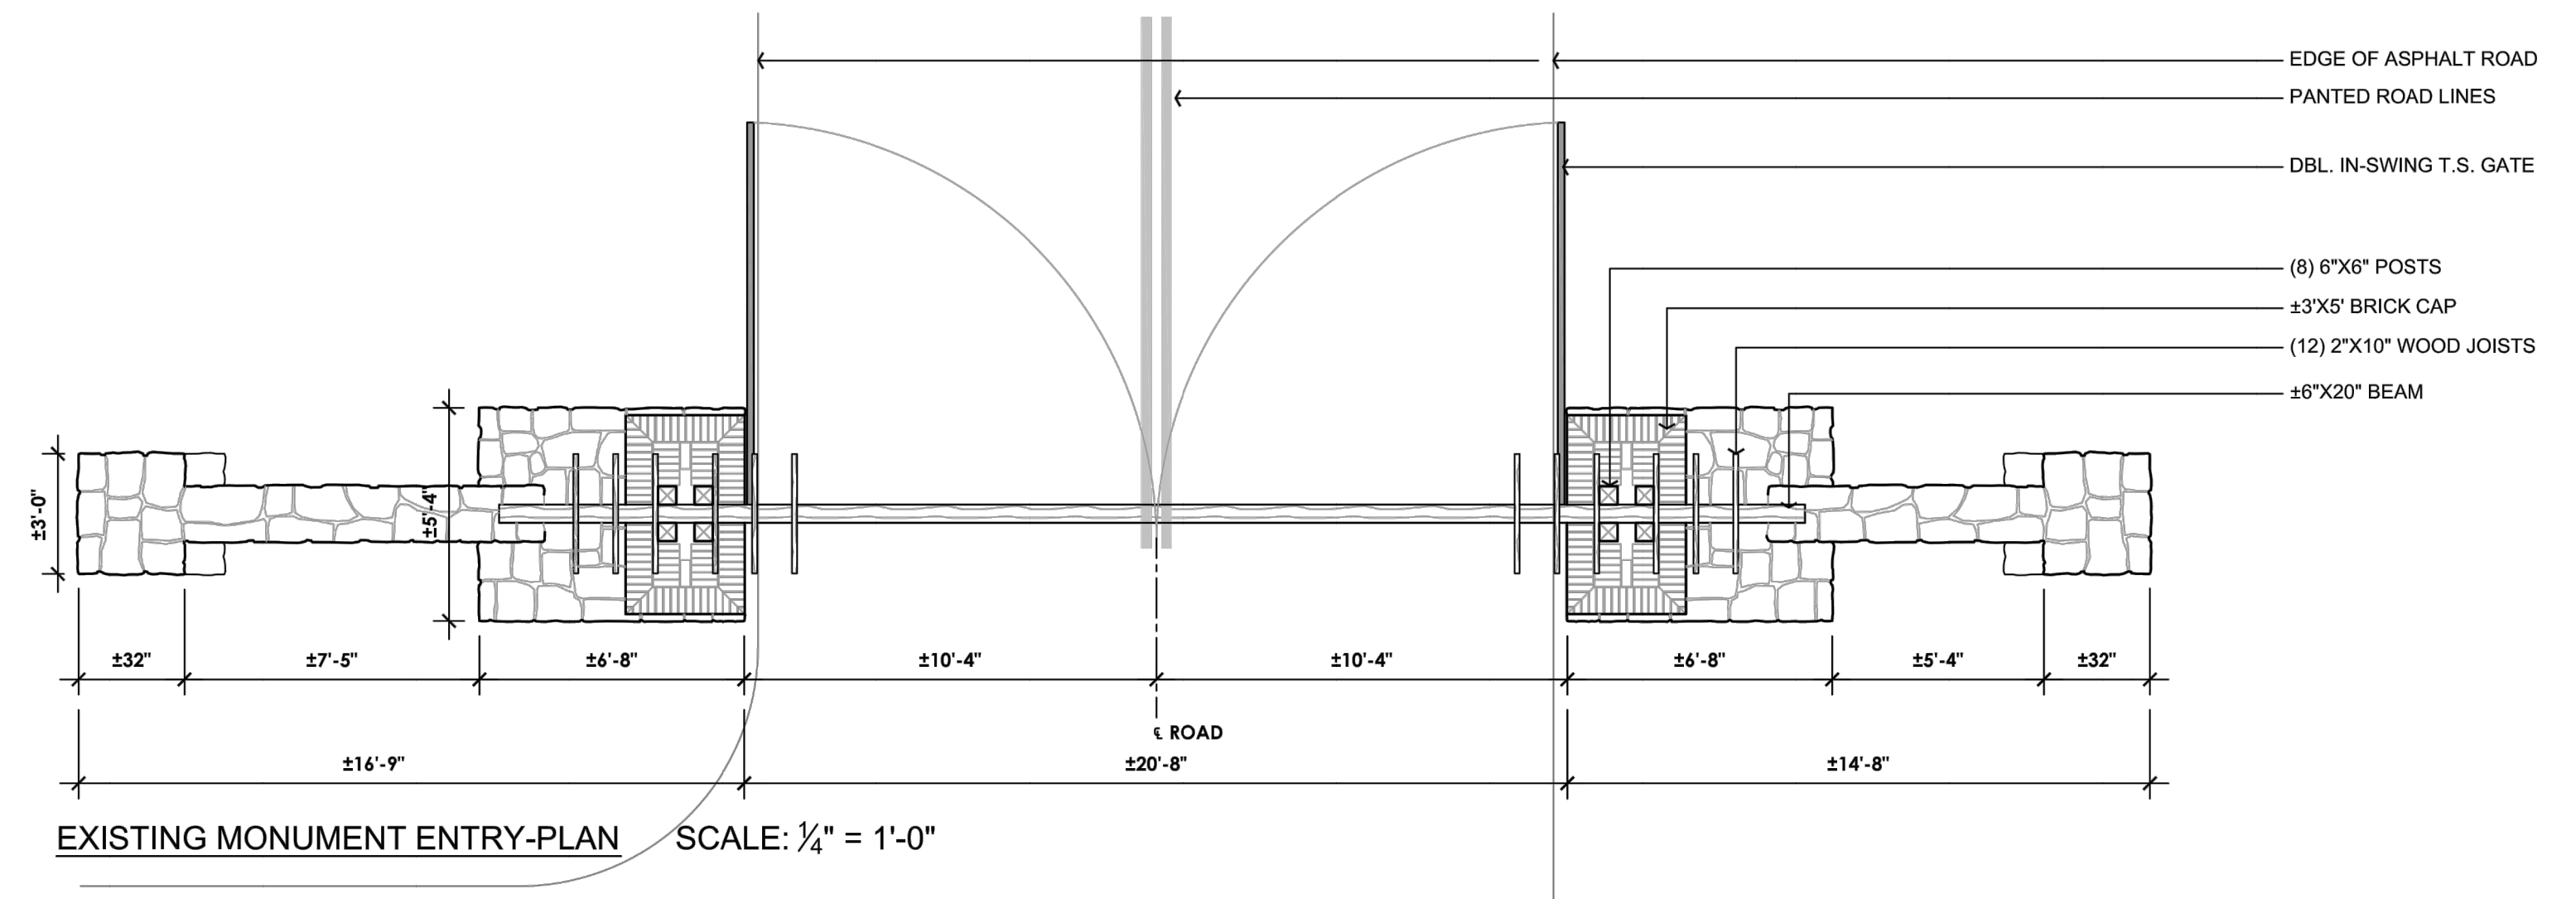 EDGE OF ASPHALT ROAD
PANTED ROAD LINES
DBL. IN-SWING T.S. GATE
(8) 6"X6" POSTS
±3'X5' BRICK CAP
(12) 2"X10" WOOD JOISTS
±6"X20" BEAM
±3'-0"
±5'-4"
±32" ±7'-5" ±6'-8" ±10'-4" ±10'-4" ±6'-8" ±5'-4" ±32"
℄ ROAD
±16'-9" ±20'-8" ±14'-8"
EXISTING MONUMENT ENTRY-PLAN SCALE: ¼" = 1'-0"